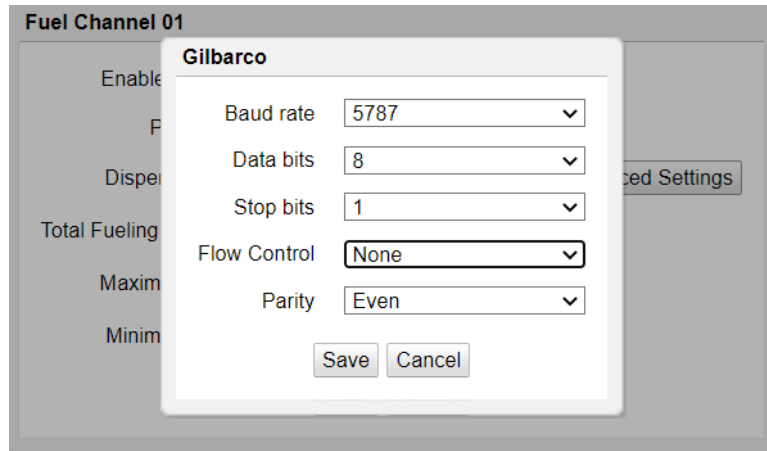 Fuel Channel 01
Gilbarco
Enable
Baud rate 5787
P
Data bits 8
Disper
ced Settings
Stop bits 1
Total Fueling
Flow Control None
Maxim
Parity Even
Minim
Save Cancel